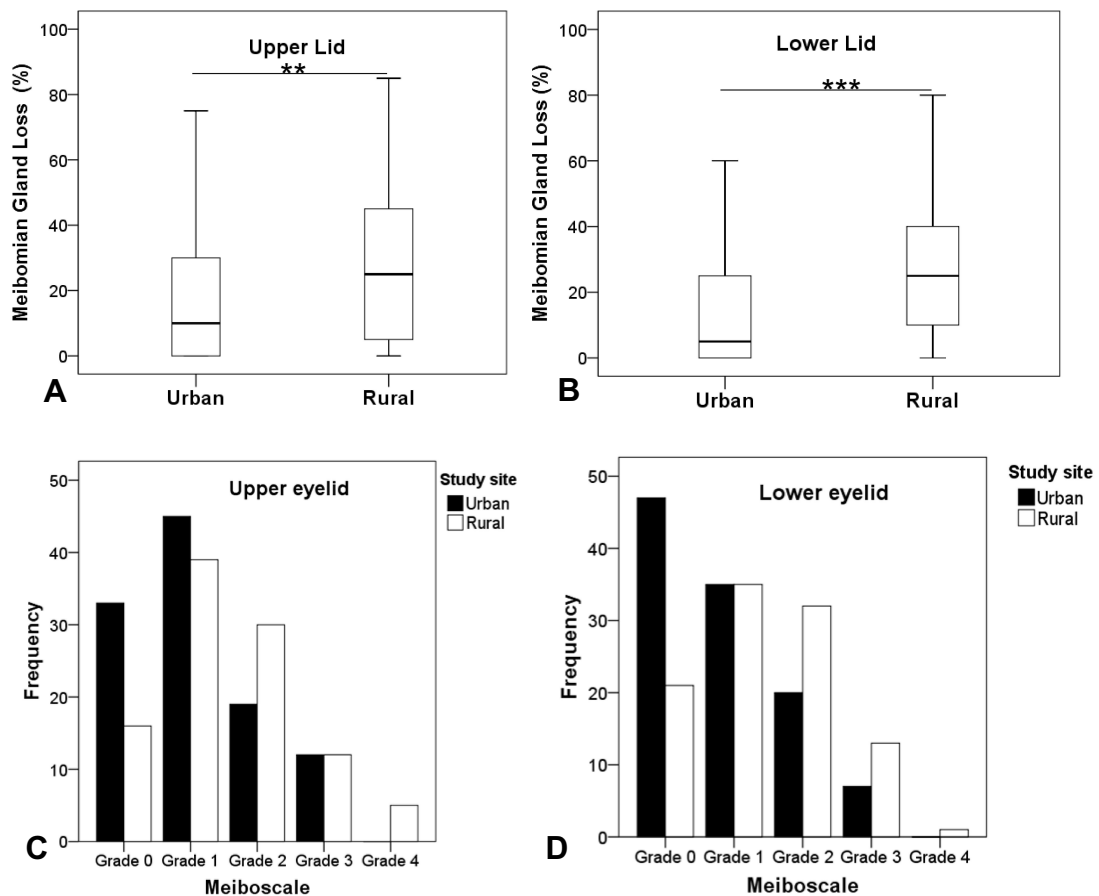 Upper Lid
**
Meibomian Gland Loss (%)
100
80
60
40
20
0
Urban Rural
A
Lower Lid
***
Meibomian Gland Loss (%)
100
80
60
40
20
0
Urban Rural
B
Upper eyelid
Study site
Urban
Rural
Frequency
50
40
30
20
10
0
Grade 0 Grade 1 Grade 2 Grade 3 Grade 4
Meiboscale
C
Lower eyelid
Study site
Urban
Rural
Frequency
50
40
30
20
10
0
Grade 0 Grade 1 Grade 2 Grade 3 Grade 4
Meiboscale
D